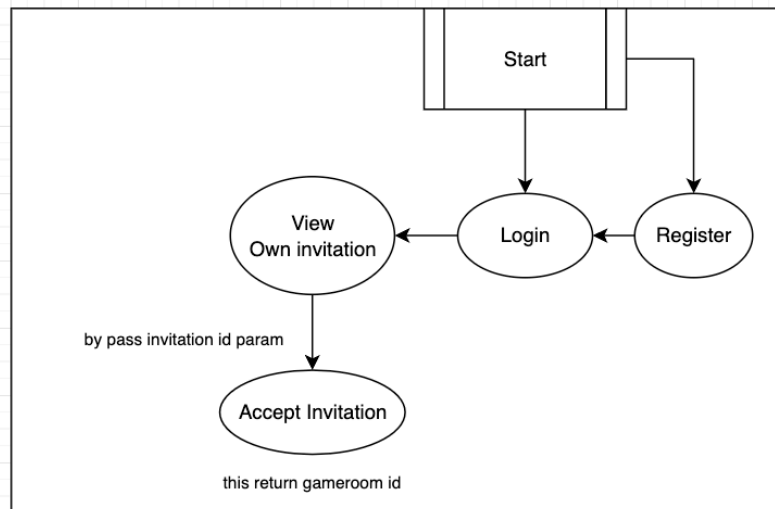 Start
View
Own invitation
Login
Register
by pass invitation id param
Accept Invitation
this return gameroom id